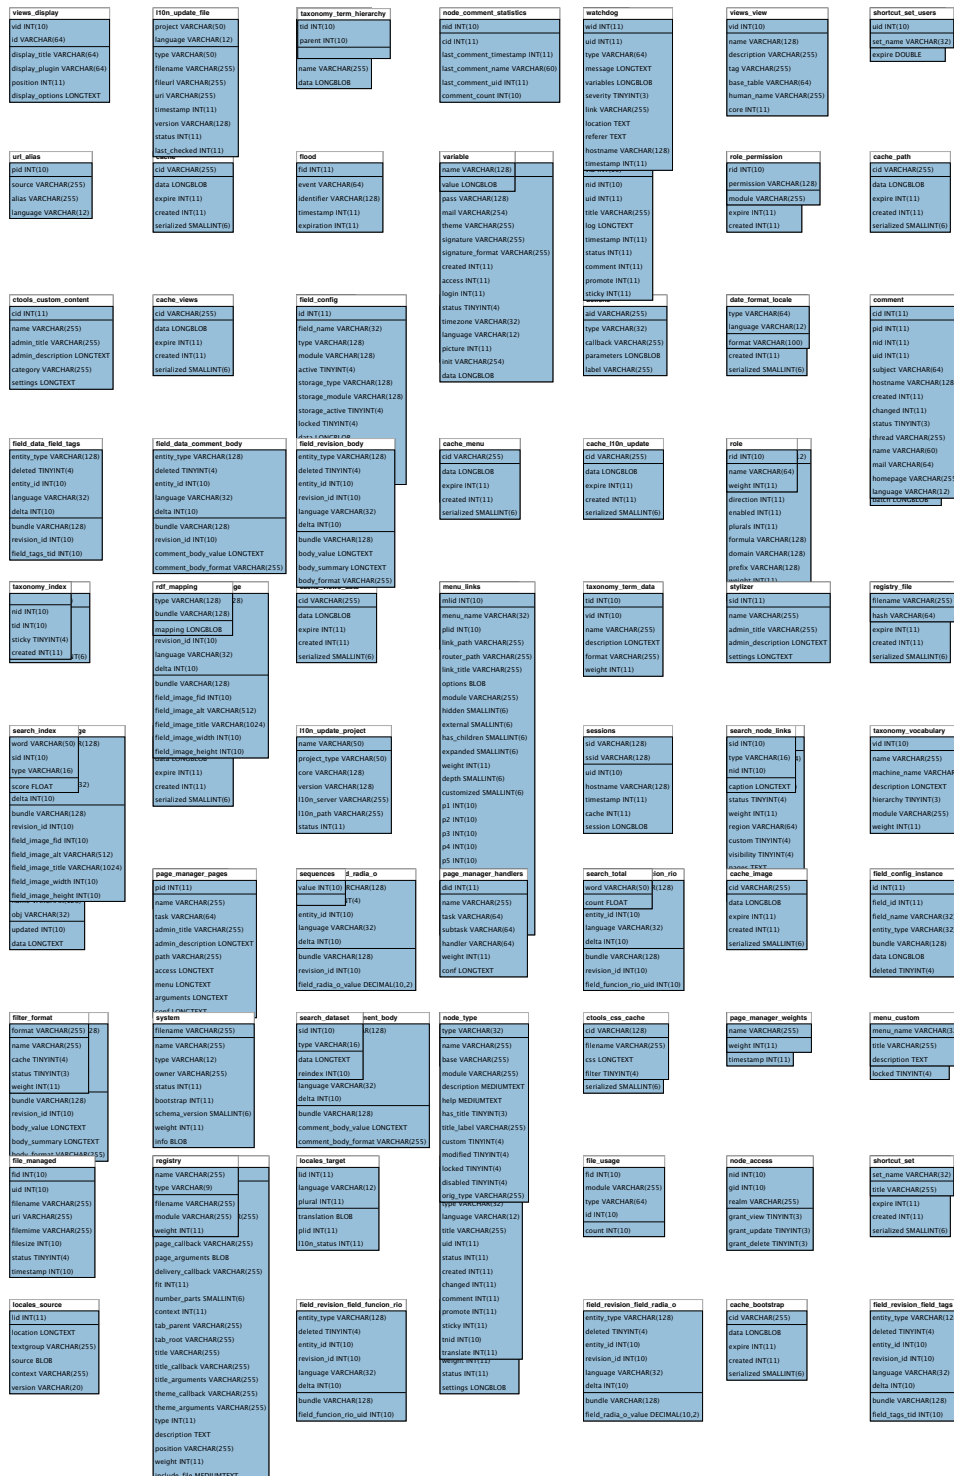 views_display
vid INT(10)
id VARCHAR(64)
display_title VARCHAR(64)
display_plugin VARCHAR(64)
position INT(11)
display_options LONGTEXT
l10n_update_file
project VARCHAR(50)
language VARCHAR(12)
type VARCHAR(50)
filename VARCHAR(255)
fileurl VARCHAR(255)
uri VARCHAR(255)
timestamp INT(11)
version VARCHAR(128)
status INT(11)
last_checked INT(11)
taxonomy_term_hierarchy
tid INT(10)
parent INT(10)
name VARCHAR(255)
data LONGBLOB
node_comment_statistics
nid INT(10)
cid INT(11)
last_comment_timestamp INT(11)
last_comment_name VARCHAR(60)
last_comment_uid INT(11)
comment_count INT(10)
watchdog
wid INT(11)
uid INT(11)
type VARCHAR(64)
message LONGTEXT
variables LONGBLOB
severity TINYINT(3)
link VARCHAR(255)
location TEXT
referer TEXT
hostname VARCHAR(128)
timestamp INT(11)
views_view
vid INT(10)
name VARCHAR(128)
description VARCHAR(255)
tag VARCHAR(255)
base_table VARCHAR(64)
human_name VARCHAR(255)
core INT(11)
shortcut_set_users
uid INT(10)
set_name VARCHAR(32)
expire DOUBLE
url_alias
pid INT(10)
source VARCHAR(255)
alias VARCHAR(255)
language VARCHAR(12)
cache
cid VARCHAR(255)
data LONGBLOB
expire INT(11)
created INT(11)
serialized SMALLINT(6)
flood
fid INT(11)
event VARCHAR(64)
identifier VARCHAR(128)
timestamp INT(11)
expiration INT(11)
variable
name VARCHAR(128)
value LONGBLOB
pass VARCHAR(128)
mail VARCHAR(254)
theme VARCHAR(255)
signature VARCHAR(255)
signature_format VARCHAR(255)
created INT(11)
access INT(11)
login INT(11)
status TINYINT(4)
timezone VARCHAR(32)
language VARCHAR(12)
picture INT(11)
init VARCHAR(254)
data LONGBLOB
nid INT(10)
uid INT(11)
title VARCHAR(255)
log LONGTEXT
timestamp INT(11)
status INT(11)
comment INT(11)
promote INT(11)
sticky INT(11)
role_permission
rid INT(10)
permission VARCHAR(128)
module VARCHAR(255)
expire INT(11)
created INT(11)
cache_path
cid VARCHAR(255)
data LONGBLOB
expire INT(11)
created INT(11)
serialized SMALLINT(6)
ctools_custom_content
cid INT(11)
name VARCHAR(255)
admin_title VARCHAR(255)
admin_description LONGTEXT
category VARCHAR(255)
settings LONGTEXT
cache_views
cid VARCHAR(255)
data LONGBLOB
expire INT(11)
created INT(11)
serialized SMALLINT(6)
field_config
id INT(11)
field_name VARCHAR(32)
type VARCHAR(128)
module VARCHAR(128)
active TINYINT(4)
storage_type VARCHAR(128)
storage_module VARCHAR(128)
storage_active TINYINT(4)
locked TINYINT(4)
data LONGBLOB
aid VARCHAR(255)
type VARCHAR(32)
callback VARCHAR(255)
parameters LONGBLOB
label VARCHAR(255)
date_format_locale
type VARCHAR(64)
language VARCHAR(12)
format VARCHAR(100)
created INT(11)
serialized SMALLINT(6)
comment
cid INT(11)
pid INT(11)
nid INT(11)
uid INT(11)
subject VARCHAR(64)
hostname VARCHAR(128
created INT(11)
changed INT(11)
status TINYINT(3)
thread VARCHAR(255)
name VARCHAR(60)
mail VARCHAR(64)
homepage VARCHAR(255
language VARCHAR(12)
batch LONGBLOB
field_data_field_tags
entity_type VARCHAR(128)
deleted TINYINT(4)
entity_id INT(10)
language VARCHAR(32)
delta INT(10)
bundle VARCHAR(128)
revision_id INT(10)
field_tags_tid INT(10)
field_data_comment_body
entity_type VARCHAR(128)
deleted TINYINT(4)
entity_id INT(10)
language VARCHAR(32)
delta INT(10)
bundle VARCHAR(128)
revision_id INT(10)
comment_body_value LONGTEXT
comment_body_format VARCHAR(255)
field_revision_body
entity_type VARCHAR(128)
deleted TINYINT(4)
entity_id INT(10)
revision_id INT(10)
language VARCHAR(32)
delta INT(10)
bundle VARCHAR(128)
body_value LONGTEXT
body_summary LONGTEXT
body_format VARCHAR(255)
cache_menu
cid VARCHAR(255)
data LONGBLOB
expire INT(11)
created INT(11)
serialized SMALLINT(6)
cache_l10n_update
cid VARCHAR(255)
data LONGBLOB
expire INT(11)
created INT(11)
serialized SMALLINT(6)
role
rid INT(10)
2)
name VARCHAR(64)
weight INT(11)
direction INT(11)
enabled INT(11)
plurals INT(11)
formula VARCHAR(128)
domain VARCHAR(128)
prefix VARCHAR(128)
weight INT(11)
taxonomy_index
nid INT(10)
tid INT(10)
sticky TINYINT(4)
created INT(11)
T(6)
rdf_mapping
ge
type VARCHAR(128)
28)
bundle VARCHAR(128)
mapping LONGBLOB
revision_id INT(10)
language VARCHAR(32)
delta INT(10)
bundle VARCHAR(128)
field_image_fid INT(10)
field_image_alt VARCHAR(512)
field_image_title VARCHAR(1024)
field_image_width INT(10)
field_image_height INT(10)
data LONGBLOB
expire INT(11)
created INT(11)
serialized SMALLINT(6)
cid VARCHAR(255)
data LONGBLOB
expire INT(11)
created INT(11)
serialized SMALLINT(6)
menu_links
mlid INT(10)
menu_name VARCHAR(32)
plid INT(10)
link_path VARCHAR(255)
router_path VARCHAR(255)
link_title VARCHAR(255)
options BLOB
module VARCHAR(255)
hidden SMALLINT(6)
external SMALLINT(6)
has_children SMALLINT(6)
expanded SMALLINT(6)
weight INT(11)
depth SMALLINT(6)
customized SMALLINT(6)
p1 INT(10)
p2 INT(10)
p3 INT(10)
p4 INT(10)
p5 INT(10)
taxonomy_term_data
tid INT(10)
vid INT(10)
name VARCHAR(255)
description LONGTEXT
format VARCHAR(255)
weight INT(11)
stylizer
sid INT(11)
name VARCHAR(255)
admin_title VARCHAR(255)
admin_description LONGTEXT
settings LONGTEXT
registry_file
filename VARCHAR(255)
hash VARCHAR(64)
expire INT(11)
created INT(11)
serialized SMALLINT(6)
search_index
ge
word VARCHAR(50)
R(128)
sid INT(10)
type VARCHAR(16)
score FLOAT
32)
delta INT(10)
bundle VARCHAR(128)
revision_id INT(10)
field_image_fid INT(10)
field_image_alt VARCHAR(512)
field_image_title VARCHAR(1024)
field_image_width INT(10)
field_image_height INT(10)
obj VARCHAR(32)
updated INT(10)
data LONGTEXT
l10n_update_project
name VARCHAR(50)
project_type VARCHAR(50)
core VARCHAR(128)
version VARCHAR(128)
l10n_server VARCHAR(255)
l10n_path VARCHAR(255)
status INT(11)
sessions
sid VARCHAR(128)
ssid VARCHAR(128)
uid INT(10)
hostname VARCHAR(128)
timestamp INT(11)
cache INT(11)
session LONGBLOB
search_node_links
sid INT(10)
type VARCHAR(16)
nid INT(10)
caption LONGTEXT
status TINYINT(4)
weight INT(11)
region VARCHAR(64)
custom TINYINT(4)
visibility TINYINT(4)
pages TEXT
taxonomy_vocabulary
vid INT(10)
name VARCHAR(255)
machine_name VARCHAR
description LONGTEXT
hierarchy TINYINT(3)
module VARCHAR(255)
weight INT(11)
page_manager_pages
pid INT(11)
name VARCHAR(255)
task VARCHAR(64)
admin_title VARCHAR(255)
admin_description LONGTEXT
path VARCHAR(255)
access LONGTEXT
menu LONGTEXT
arguments LONGTEXT
conf LONGTEXT
sequences
d_radia_o
value INT(10)
RCHAR(128)
IT(4)
entity_id INT(10)
language VARCHAR(32)
delta INT(10)
bundle VARCHAR(128)
revision_id INT(10)
field_radia_o_value DECIMAL(10,2)
page_manager_handlers
did INT(11)
name VARCHAR(255)
task VARCHAR(64)
subtask VARCHAR(64)
handler VARCHAR(64)
weight INT(11)
conf LONGTEXT
search_total
ion_rio
word VARCHAR(50)
R(128)
count FLOAT
entity_id INT(10)
language VARCHAR(32)
delta INT(10)
bundle VARCHAR(128)
revision_id INT(10)
field_funcion_rio_uid INT(10)
cache_image
cid VARCHAR(255)
data LONGBLOB
expire INT(11)
created INT(11)
serialized SMALLINT(6)
field_config_instance
id INT(11)
field_id INT(11)
field_name VARCHAR(32)
entity_type VARCHAR(32
bundle VARCHAR(128)
data LONGBLOB
deleted TINYINT(4)
filter_format
format VARCHAR(255)
28)
name VARCHAR(255)
cache TINYINT(4)
status TINYINT(3)
weight INT(11)
bundle VARCHAR(128)
revision_id INT(10)
body_value LONGTEXT
body_summary LONGTEXT
body_format VARCHAR(255)
system
filename VARCHAR(255)
name VARCHAR(255)
type VARCHAR(12)
owner VARCHAR(255)
status INT(11)
bootstrap INT(11)
schema_version SMALLINT(6)
weight INT(11)
info BLOB
search_dataset
nent_body
sid INT(10)
R(128)
type VARCHAR(16)
data LONGTEXT
reindex INT(10)
language VARCHAR(32)
delta INT(10)
bundle VARCHAR(128)
comment_body_value LONGTEXT
comment_body_format VARCHAR(255)
node_type
type VARCHAR(32)
name VARCHAR(255)
base VARCHAR(255)
module VARCHAR(255)
description MEDIUMTEXT
help MEDIUMTEXT
has_title TINYINT(3)
title_label VARCHAR(255)
custom TINYINT(4)
modified TINYINT(4)
locked TINYINT(4)
disabled TINYINT(4)
orig_type VARCHAR(255)
type VARCHAR(32)
language VARCHAR(12)
title VARCHAR(255)
uid INT(11)
status INT(11)
created INT(11)
changed INT(11)
comment INT(11)
promote INT(11)
sticky INT(11)
tnid INT(10)
translate INT(11)
weight INT(11)
status INT(11)
settings LONGBLOB
ctools_css_cache
cid VARCHAR(128)
filename VARCHAR(255)
css LONGTEXT
filter TINYINT(4)
serialized SMALLINT(6)
page_manager_weights
name VARCHAR(255)
weight INT(11)
timestamp INT(11)
menu_custom
menu_name VARCHAR(3
title VARCHAR(255)
description TEXT
locked TINYINT(4)
file_managed
fid INT(10)
uid INT(10)
filename VARCHAR(255)
uri VARCHAR(255)
filemime VARCHAR(255)
filesize INT(10)
status TINYINT(4)
timestamp INT(10)
registry
name VARCHAR(255)
type VARCHAR(9)
filename VARCHAR(255)
module VARCHAR(255)
(255)
weight INT(11)
page_callback VARCHAR(255)
page_arguments BLOB
delivery_callback VARCHAR(255)
fit INT(11)
number_parts SMALLINT(6)
context INT(11)
tab_parent VARCHAR(255)
tab_root VARCHAR(255)
title VARCHAR(255)
title_callback VARCHAR(255)
title_arguments VARCHAR(255)
theme_callback VARCHAR(255)
theme_arguments VARCHAR(255)
type INT(11)
description TEXT
position VARCHAR(255)
weight INT(11)
include_file MEDIUMTEXT
locales_target
lid INT(11)
language VARCHAR(12)
plural INT(11)
translation BLOB
plid INT(11)
l10n_status INT(11)
file_usage
fid INT(10)
module VARCHAR(255)
type VARCHAR(64)
id INT(10)
count INT(10)
node_access
nid INT(10)
gid INT(10)
realm VARCHAR(255)
grant_view TINYINT(3)
grant_update TINYINT(3)
grant_delete TINYINT(3)
shortcut_set
set_name VARCHAR(32)
title VARCHAR(255)
expire INT(11)
created INT(11)
serialized SMALLINT(6)
locales_source
lid INT(11)
location LONGTEXT
textgroup VARCHAR(255)
source BLOB
context VARCHAR(255)
version VARCHAR(20)
field_revision_field_funcion_rio
entity_type VARCHAR(128)
deleted TINYINT(4)
entity_id INT(10)
revision_id INT(10)
language VARCHAR(32)
delta INT(10)
bundle VARCHAR(128)
field_funcion_rio_uid INT(10)
field_revision_field_radia_o
entity_type VARCHAR(128)
deleted TINYINT(4)
entity_id INT(10)
revision_id INT(10)
language VARCHAR(32)
delta INT(10)
bundle VARCHAR(128)
field_radia_o_value DECIMAL(10,2)
cache_bootstrap
cid VARCHAR(255)
data LONGBLOB
expire INT(11)
created INT(11)
serialized SMALLINT(6)
field_revision_field_tags
entity_type VARCHAR(12
deleted TINYINT(4)
entity_id INT(10)
revision_id INT(10)
language VARCHAR(32)
delta INT(10)
bundle VARCHAR(128)
field_tags_tid INT(10)